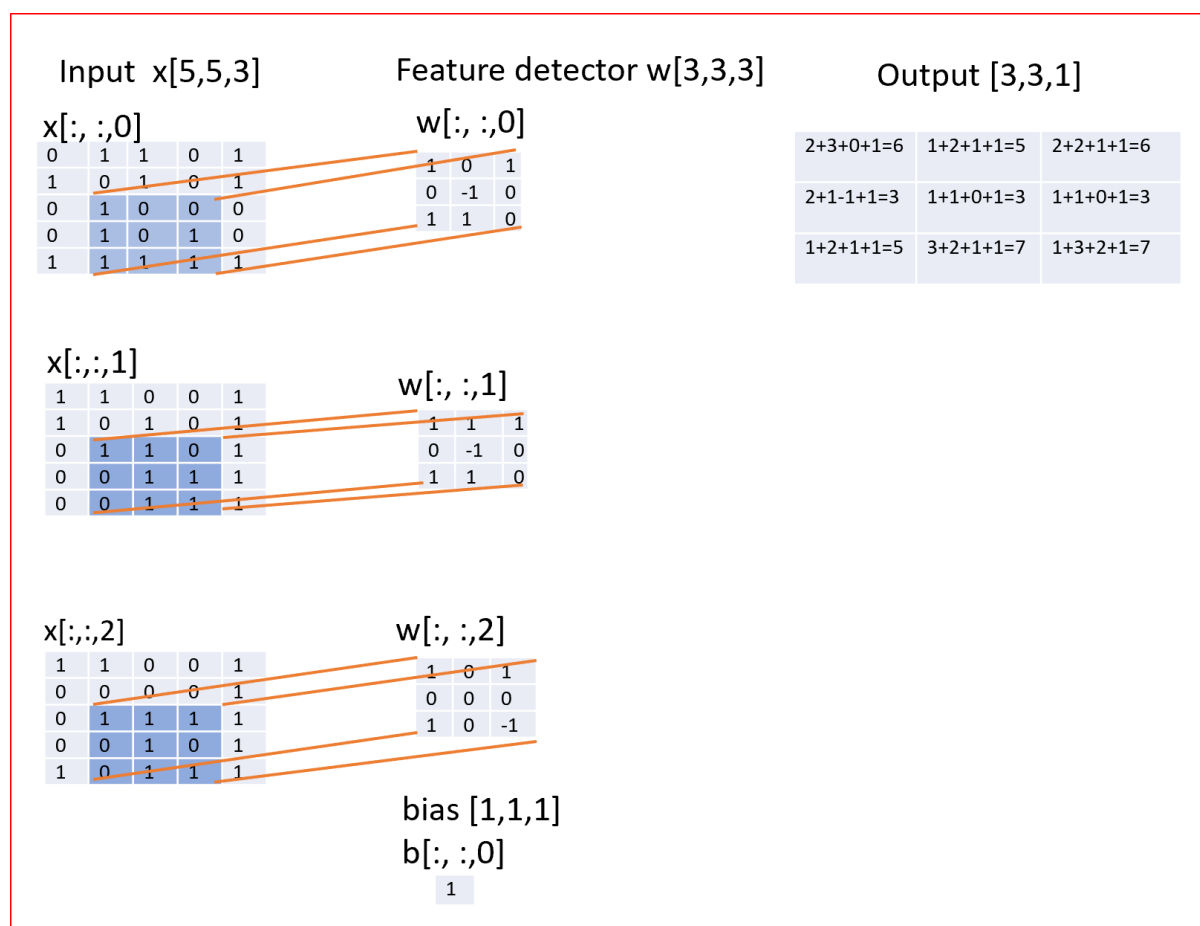 Input  x[5,5,3]
Feature detector w[3,3,3]
Output [3,3,1]
x[:, :,0]
0 1 1 0 1
1 0 1 0 1
0 1 0 0 0
0 1 0 1 0
1 1 1 1 1
w[:, :,0]
1 0 1
0 -1 0
1 1 0
2+3+0+1=6 1+2+1+1=5 2+2+1+1=6
2+1-1+1=3 1+1+0+1=3 1+1+0+1=3
1+2+1+1=5 3+2+1+1=7 1+3+2+1=7
x[:,:,1]
1 1 0 0 1
1 0 1 0 1
0 1 1 0 1
0 0 1 1 1
0 0 1 1 1
w[:, :,1]
1 1 1
0 -1 0
1 1 0
x[:,:,2]
1 1 0 0 1
0 0 0 0 1
0 1 1 1 1
0 0 1 0 1
1 0 1 1 1
w[:, :,2]
1 0 1
0 0 0
1 0 -1
bias [1,1,1]
b[:, :,0]
1